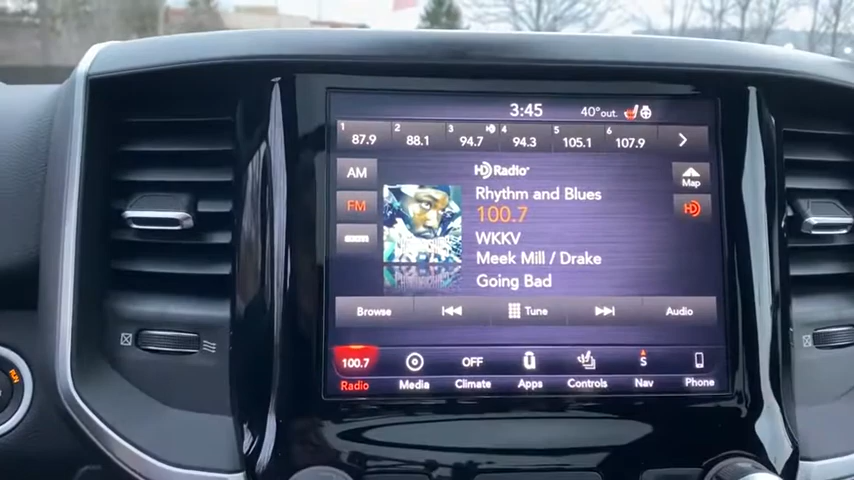 3:45 40°out.
1 2 3 4 5 6
87.9 88.1 94.7 94.3 105.1 107.9
AM
FM
HD Radio
Rhythm and Blues
100.7
WKKV
Meek Mill / Drake
Going Bad
Map
HD
Browse Tune Audio
100.7 OFF S
Radio Media Climate Apps Controls Nav Phone
RUN